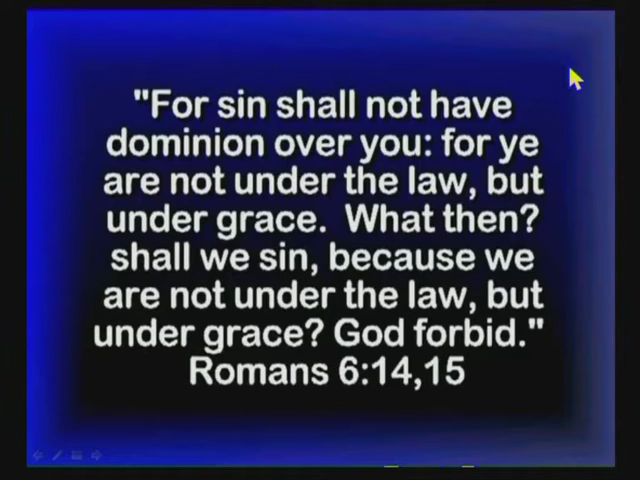 "For sin shall not have
dominion over you: for ye
are not under the law, but
under grace.  What then?
shall we sin, because we
are not under the law, but
under grace? God forbid."
Romans 6:14,15